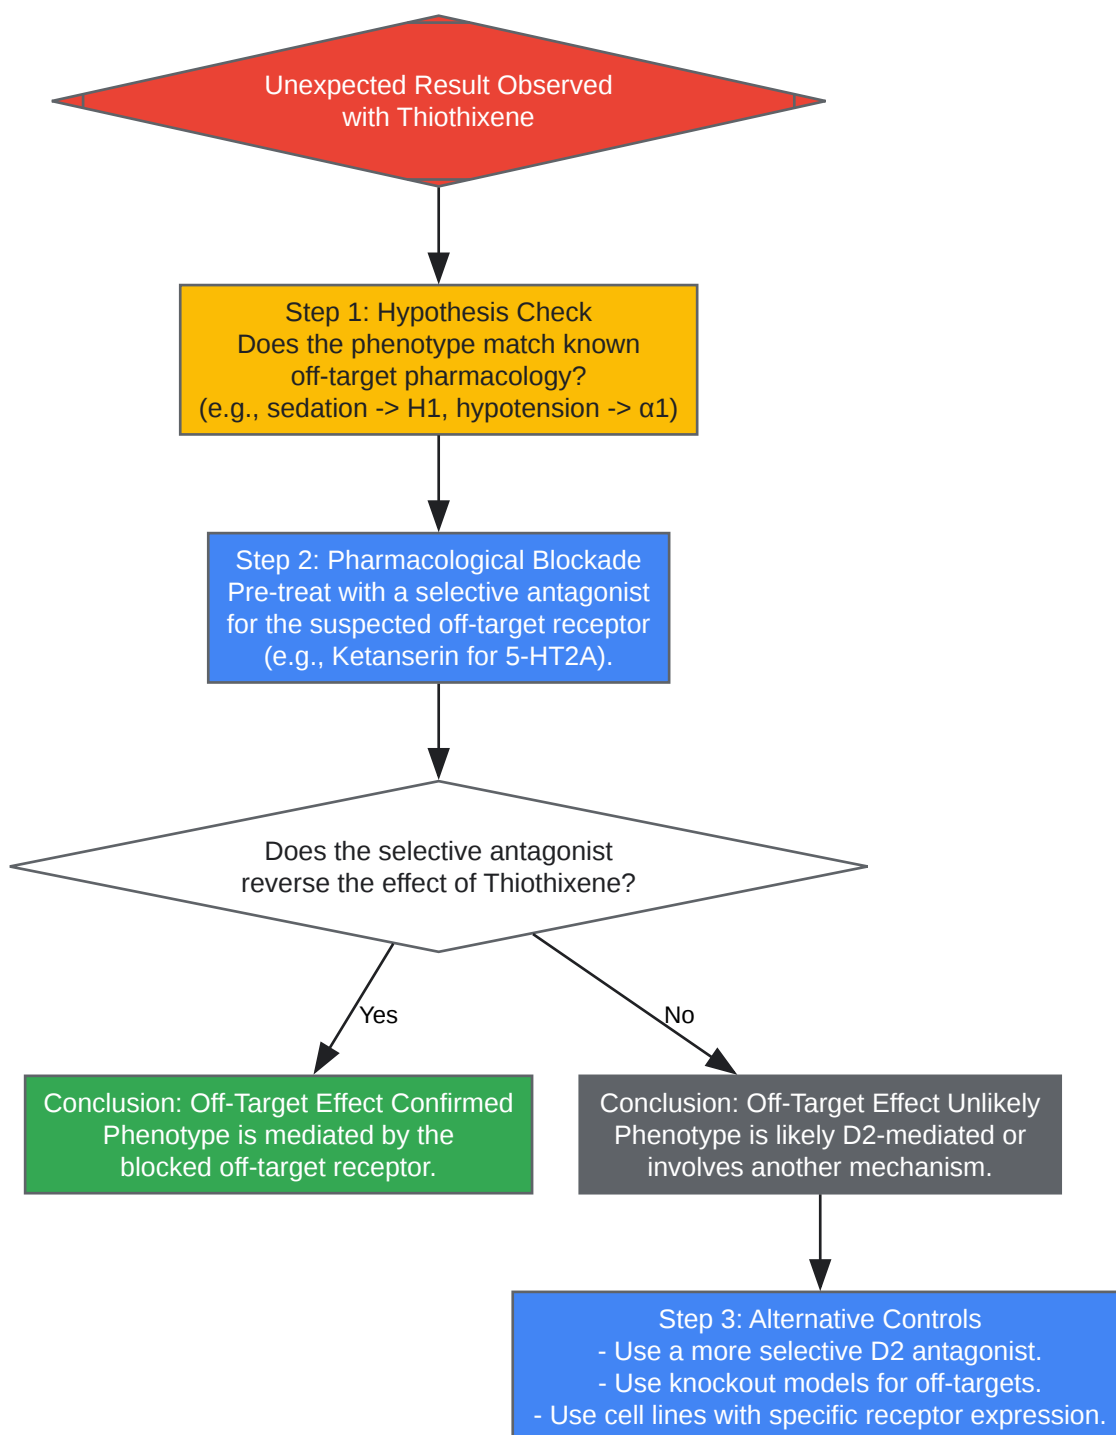 Unexpected Result Observed
with Thiothixene
Step 1: Hypothesis Check
Does the phenotype match known
off-target pharmacology?
(e.g., sedation -> H1, hypotension -> α1)
Step 2: Pharmacological Blockade
Pre-treat with a selective antagonist
for the suspected off-target receptor
(e.g., Ketanserin for 5-HT2A).
Does the selective antagonist
reverse the effect of Thiothixene?
Yes
No
Conclusion: Off-Target Effect Confirmed
Phenotype is mediated by the
blocked off-target receptor.
Conclusion: Off-Target Effect Unlikely
Phenotype is likely D2-mediated or
involves another mechanism.
Step 3: Alternative Controls
- Use a more selective D2 antagonist.
- Use knockout models for off-targets.
- Use cell lines with specific receptor expression.